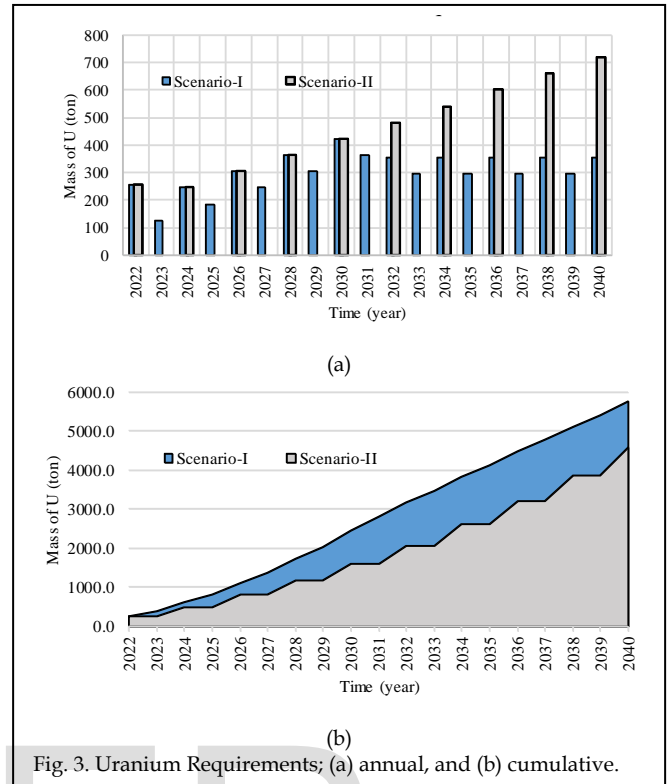 800
700
600
500
400
300
200
100
0
Mass of U (ton)
Scenario-I Scenario-II
2022 2023 2024 2025 2026 2027 2028 2029 2030 2031 2032 2033 2034 2035 2036 2037 2038 2039 2040
Time (year)
(a)
6000.0
5000.0
4000.0
3000.0
2000.0
1000.0
0.0
Mass of U (ton)
Scenario-I Scenario-II
2022 2023 2024 2025 2026 2027 2028 2029 2030 2031 2032 2033 2034 2035 2036 2037 2038 2039 2040
Time (year)
(b)
Fig. 3. Uranium Requirements; (a) annual, and (b) cumulative.